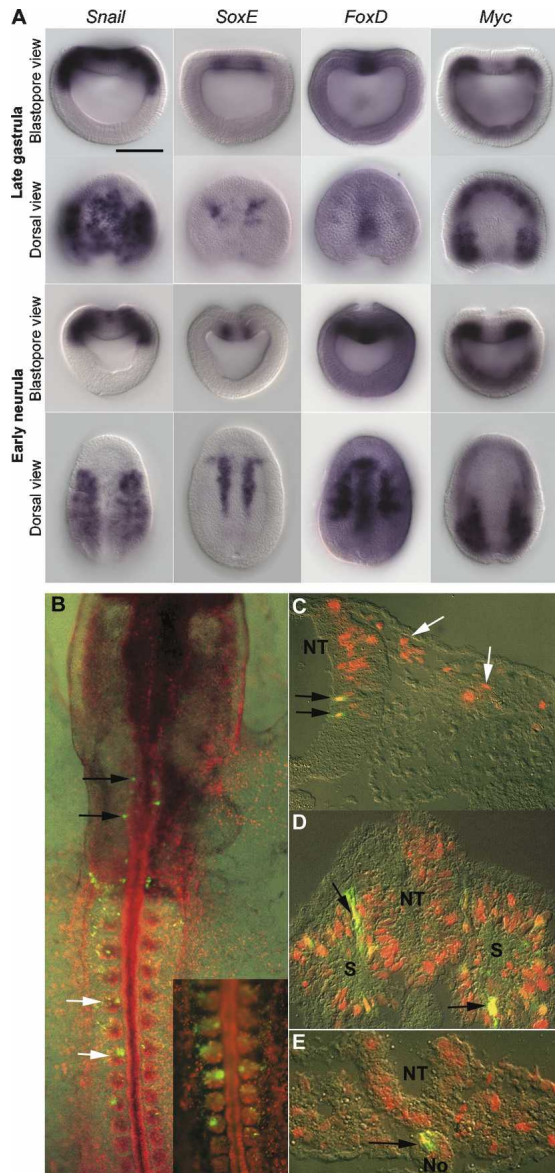 A
Snail SoxE FoxD Myc
Late gastrula
Blastopore view
Dorsal view
Early neurula
Blastopore view
Dorsal view
B
C
NT
D
NT
S
S
E
NT
No